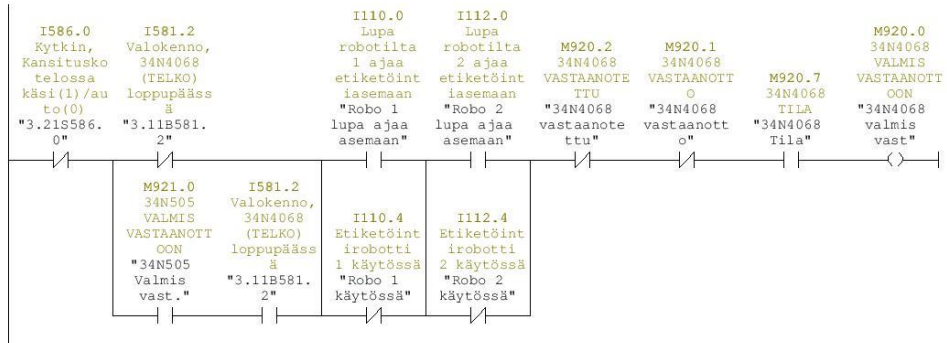 I586.0
Kytkin,
Kansitusko
telossa
käsi(1)/au
to(0)
"3.21S586.
0"
I581.2
Valokenno,
34N4068
(TELKO)
loppupääss
ä
"3.11B581.
2"
I110.0
Lupa
robotilta
1 ajaa
etiketöint
iasemaan
"Robo 1
lupa ajaa
asemaan"
I112.0
Lupa
robotilta
2 ajaa
etiketöint
iasemaan
"Robo 2
lupa ajaa
asemaan"
M920.2
34N4068
VASTAANOTE
TTU
"34N4068
vastaanote
ttu"
M920.1
34N4068
VASTAANOTT
O
"34N4068
vastaanott
o"
M920.7
34N4068
TILA
"34N4068
Tila"
M920.0
34N4068
VALMIS
VASTAANOTT
OON
"34N4068
valmis
vast"
M921.0
34N505
VALMIS
VASTAANOTT
OON
"34N505
Valmis
vast."
I581.2
Valokenno,
34N4068
(TELKO)
loppupääss
ä
"3.11B581.
2"
I110.4
Etiketöint
irobotti
1 käytössä
"Robo 1
käytössä"
I112.4
Etiketöint
irobotti
2 käytössä
"Robo 2
käytössä"